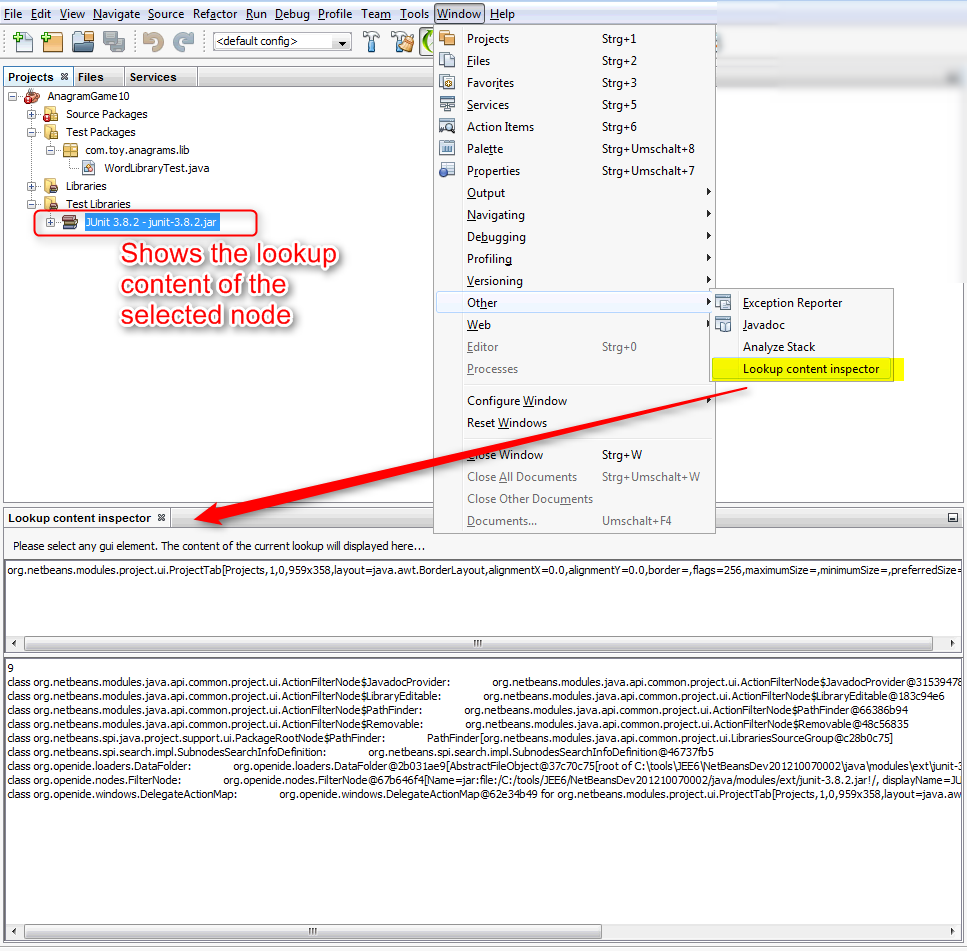 File Edit View Navigate Source Refactor Run Debug Profile Team Tools Window Help
<default config>
Projects Files Services
AnagramGame10
Source Packages
Test Packages
com.toy.anagrams.lib
WordLibraryTest.java
Libraries
Test Libraries
JUnit 3.8.2 - junit-3.8.2.jar
Shows the lookup
content of the
selected node
Projects Strg+1
Files Strg+2
Favorites Strg+3
Services Strg+5
Action Items Strg+6
Palette Strg+Umschalt+8
Properties Strg+Umschalt+7
Output
Navigating
Debugging
Profiling
Versioning
Other
Web
Editor Strg+0
Processes
Configure Window
Reset Windows
Close Window Strg+W
Close All Documents Strg+Umschalt+W
Close Other Documents
Documents... Umschalt+F4
Exception Reporter
Javadoc
Analyze Stack
Lookup content inspector
Lookup content inspector
Please select any gui element. The content of the current lookup will displayed here...
org.netbeans.modules.project.ui.ProjectTab[Projects,1,0,959x358,layout=java.awt.BorderLayout,alignmentX=0.0,alignmentY=0.0,border=,flags=256,maximumSize=,minimumSize=,preferredSize=
9
class org.netbeans.modules.java.api.common.project.ui.ActionFilterNode$JavadocProvider: org.netbeans.modules.java.api.common.project.ui.ActionFilterNode$JavadocProvider@31539478
class org.netbeans.modules.java.api.common.project.ui.ActionFilterNode$LibraryEditable: org.netbeans.modules.java.api.common.project.ui.ActionFilterNode$LibraryEditable@183c94e6
class org.netbeans.modules.java.api.common.project.ui.ActionFilterNode$PathFinder: org.netbeans.modules.java.api.common.project.ui.ActionFilterNode$PathFinder@66386b94
class org.netbeans.modules.java.api.common.project.ui.ActionFilterNode$Removable: org.netbeans.modules.java.api.common.project.ui.ActionFilterNode$Removable@48c56835
class org.netbeans.spi.java.project.support.ui.PackageRootNode$PathFinder: PathFinder[org.netbeans.modules.java.api.common.project.ui.LibrariesSourceGroup@c28b0c75]
class org.netbeans.spi.search.impl.SubnodesSearchInfoDefinition: org.netbeans.spi.search.impl.SubnodesSearchInfoDefinition@46737fb5
class org.openide.loaders.DataFolder: org.openide.loaders.DataFolder@2b031ae9[AbstractFileObject@37c70c75[root of C:\tools\JEE6\NetBeansDev201210070002\java\modules\ext\junit-3
class org.openide.nodes.FilterNode: org.openide.nodes.FilterNode@67b646f4[Name=jar:file:/C:/tools/JEE6/NetBeansDev201210070002/java/modules/ext/junit-3.8.2.jar!/, displayName=JU
class org.openide.windows.DelegateActionMap: org.openide.windows.DelegateActionMap@62e34b49 for org.netbeans.modules.project.ui.ProjectTab[Projects,1,0,959x358,layout=java.aw